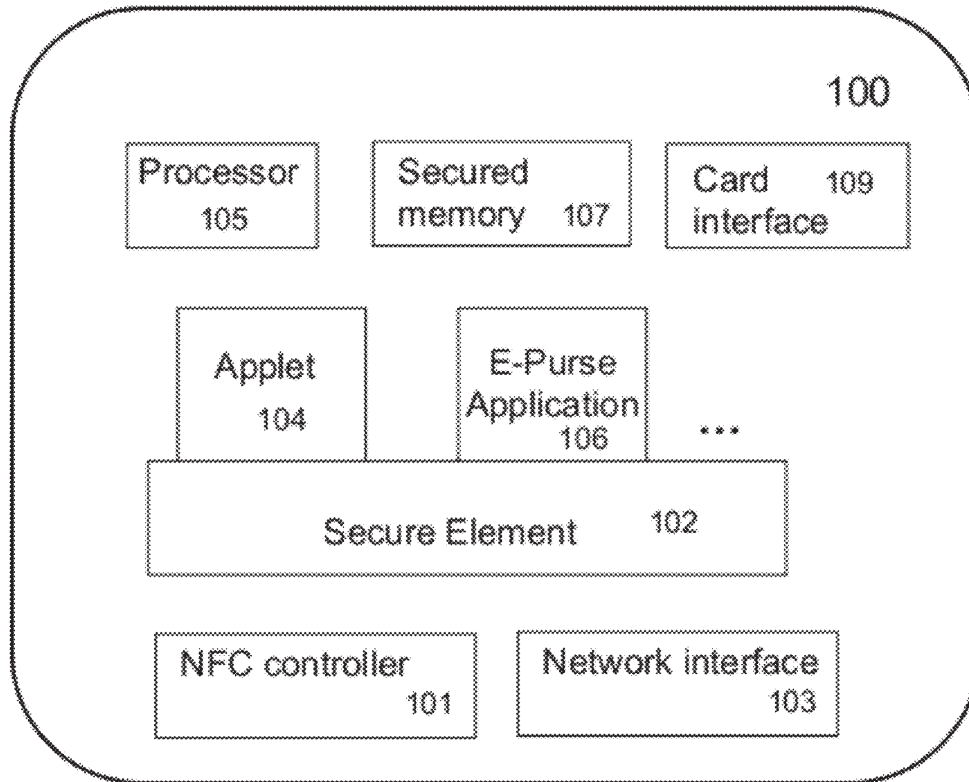 100
Processor
105
Secured
memory 107
Card 109
interface
Applet
104
E-Purse
Application
106
...
Secure Element 102
NFC controller
101
Network interface
103